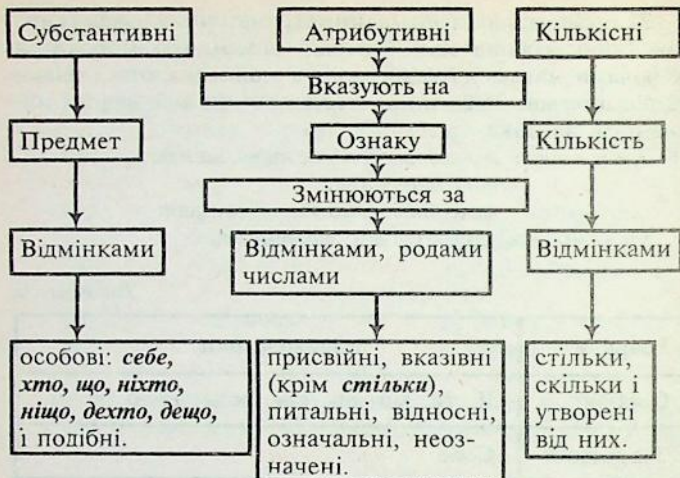 Субстантивні
Атрибутивні
Кількісні
Вказують на
Предмет
Ознаку
Кількість
Змінюються за
Відмінками
Відмінками, родами
числами
Відмінками
особові: себе,
хто, що, ніхто,
ніщо, дехто, дещо,
і подібні.
присвійні, вказівні
(крім стільки),
питальні, відносні,
означальні, неоз-
начені.
стільки,
скільки і
утворені
від них.